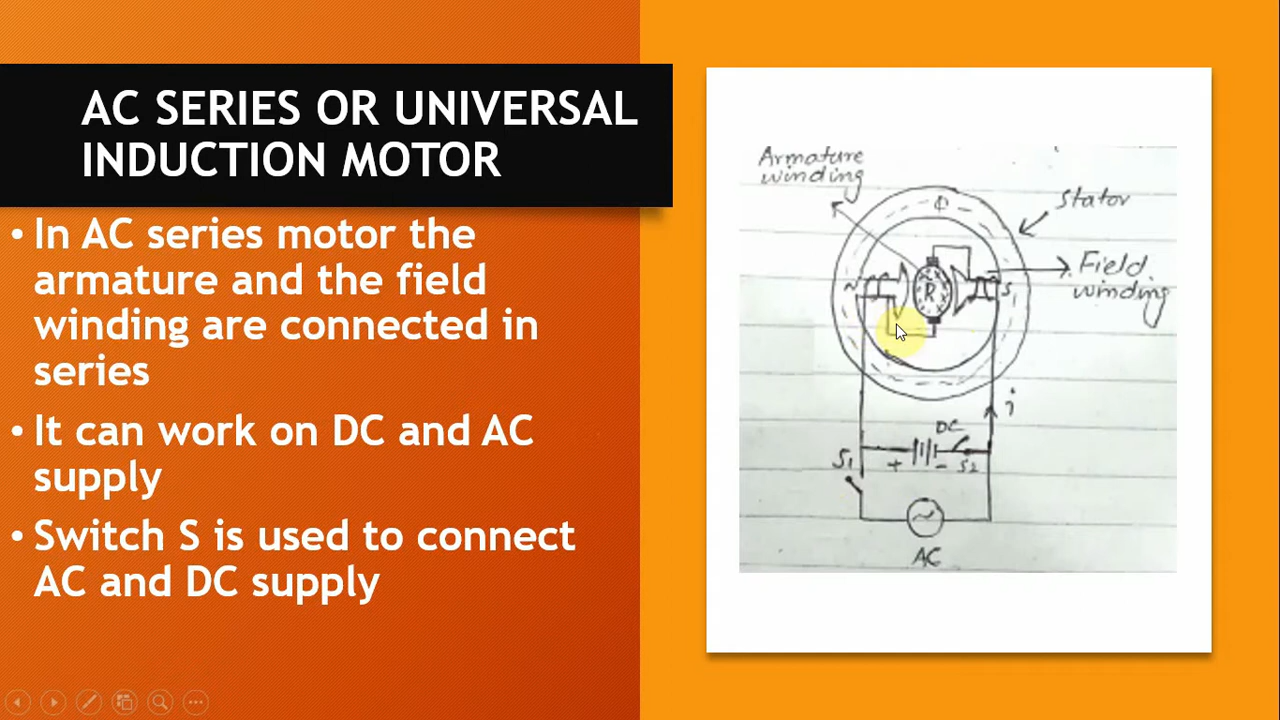 AC SERIES OR UNIVERSAL
INDUCTION MOTOR
• In AC series motor the
armature and the field
winding are connected in
series
• It can work on DC and AC
supply
• Switch S is used to connect
AC and DC supply
Armature
winding
Φ
Stator
Field
winding
N
R
S
i
DC
S1
+
-
S2
AC